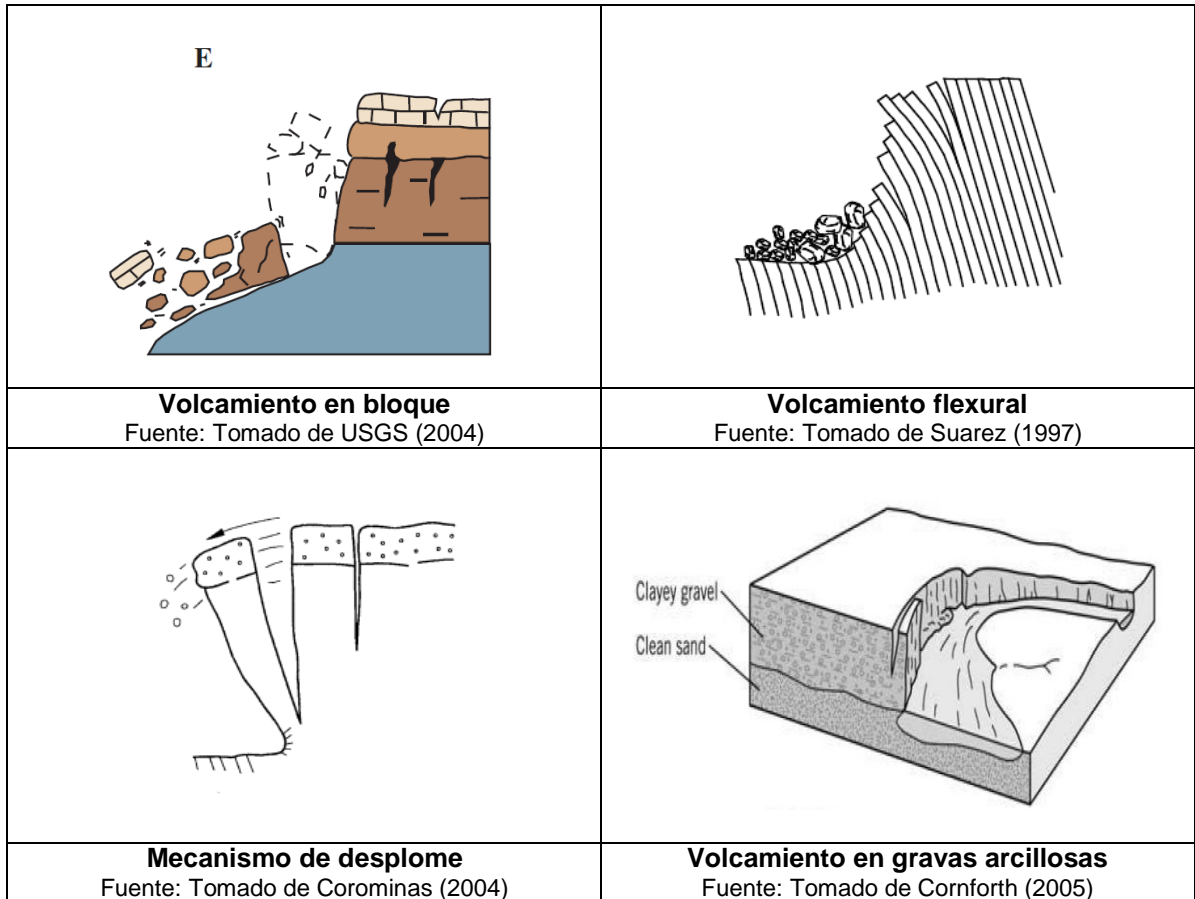 E
Volcamiento en bloque
Fuente: Tomado de USGS (2004)
Volcamiento flexural
Fuente: Tomado de Suarez (1997)
Clayey gravel
Clean sand
Mecanismo de desplome
Fuente: Tomado de Corominas (2004)
Volcamiento en gravas arcillosas
Fuente: Tomado de Cornforth (2005)